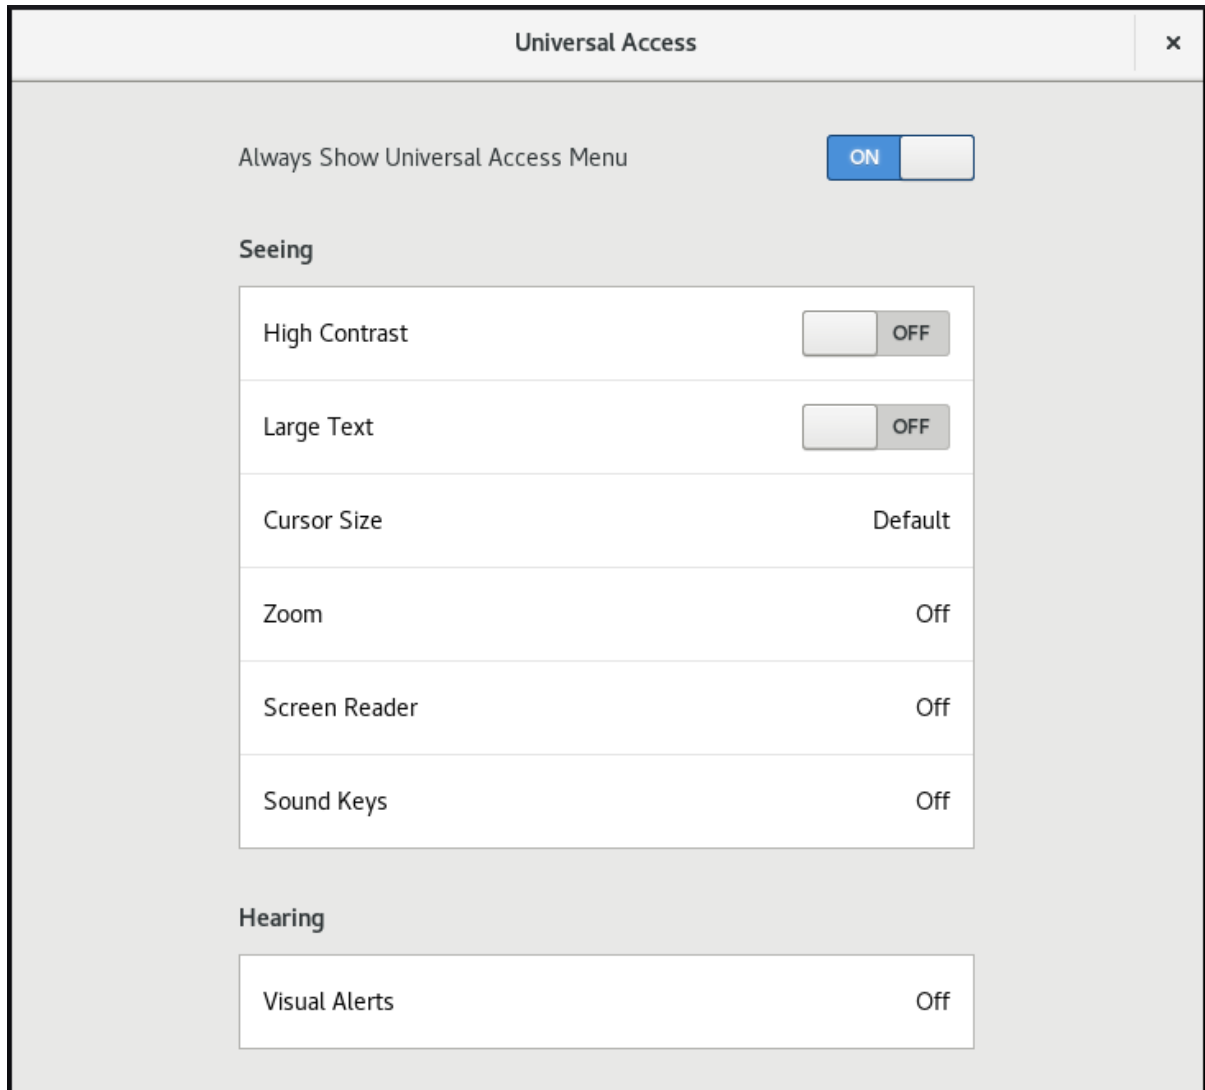 Universal Access
Always Show Universal Access Menu ON
Seeing
High Contrast OFF
Large Text OFF
Cursor Size Default
Zoom Off
Screen Reader Off
Sound Keys Off
Hearing
Visual Alerts Off